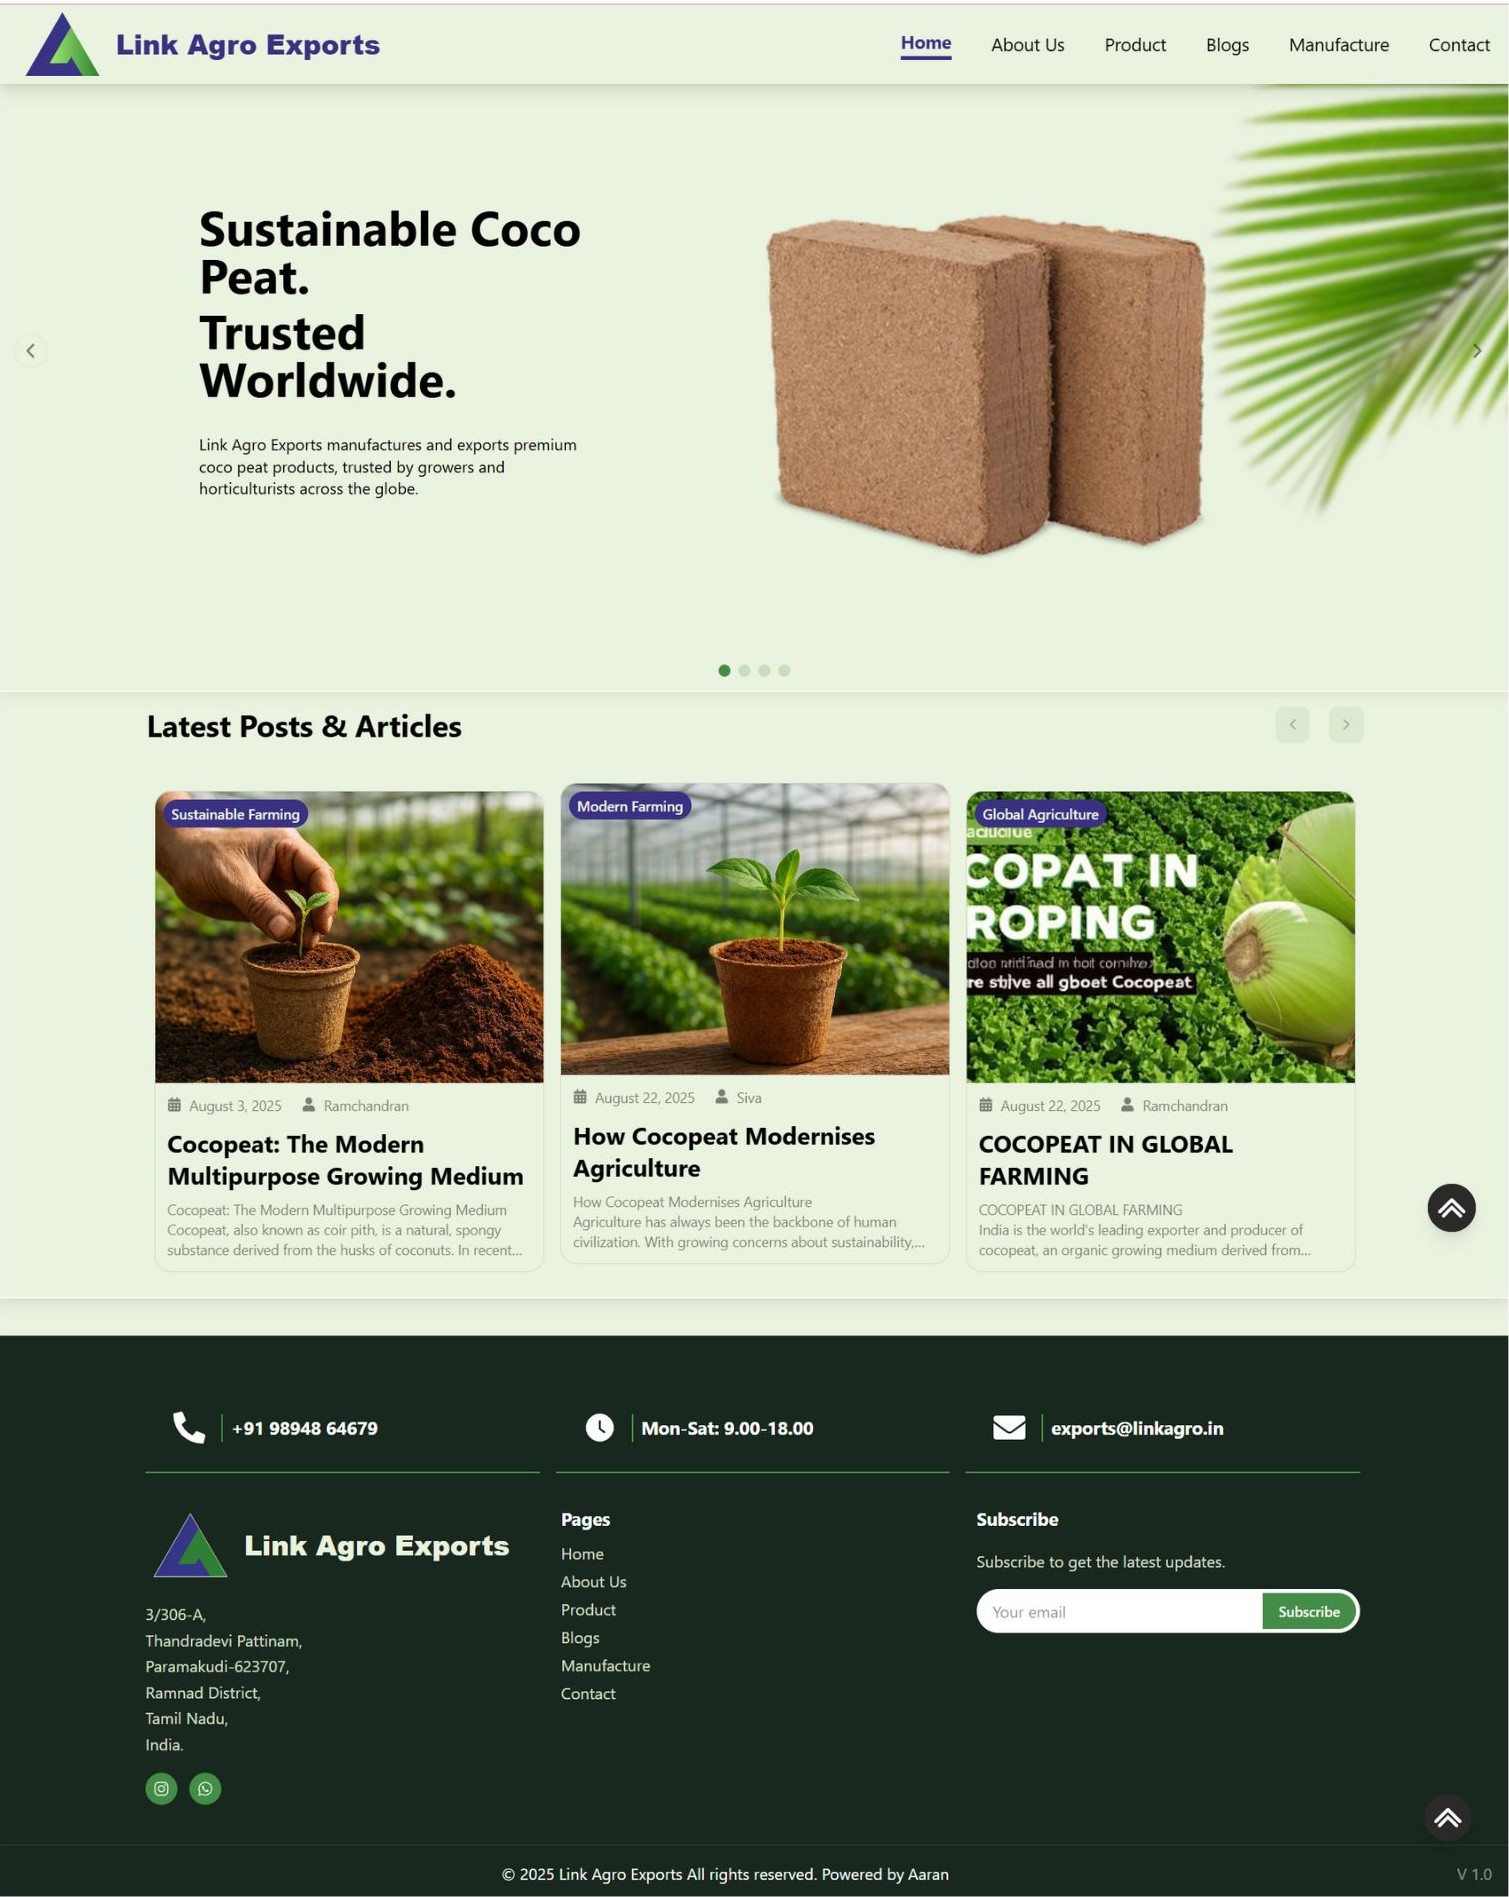 Link Agro Exports
Home About Us Product Blogs Manufacture Contact
Sustainable Coco
Peat.
Trusted
Worldwide.
Link Agro Exports manufactures and exports premium
coco peat products, trusted by growers and
horticulturists across the globe.
Latest Posts & Articles
Sustainable Farming
August 3, 2025 Ramchandran
Cocopeat: The Modern
Multipurpose Growing Medium
Cocopeat: The Modern Multipurpose Growing Medium
Cocopeat, also known as coir pith, is a natural, spongy
substance derived from the husks of coconuts. In recent...
Modern Farming
August 22, 2025 Siva
How Cocopeat Modernises
Agriculture
How Cocopeat Modernises Agriculture
Agriculture has always been the backbone of human
civilization. With growing concerns about sustainability,...
Global Agriculture
COPAT IN
ROPING
all gboet Cocopeat
August 22, 2025 Ramchandran
COCOPEAT IN GLOBAL
FARMING
COCOPEAT IN GLOBAL FARMING
India is the world's leading exporter and producer of
cocopeat, an organic growing medium derived from...
+91 98948 64679
Mon-Sat: 9.00-18.00
exports@linkagro.in
Link Agro Exports
3/306-A,
Thandradevi Pattinam,
Paramakudi-623707,
Ramnad District,
Tamil Nadu,
India.
Pages
Home
About Us
Product
Blogs
Manufacture
Contact
Subscribe
Subscribe to get the latest updates.
Your email Subscribe
© 2025 Link Agro Exports All rights reserved. Powered by Aaran
V 1.0